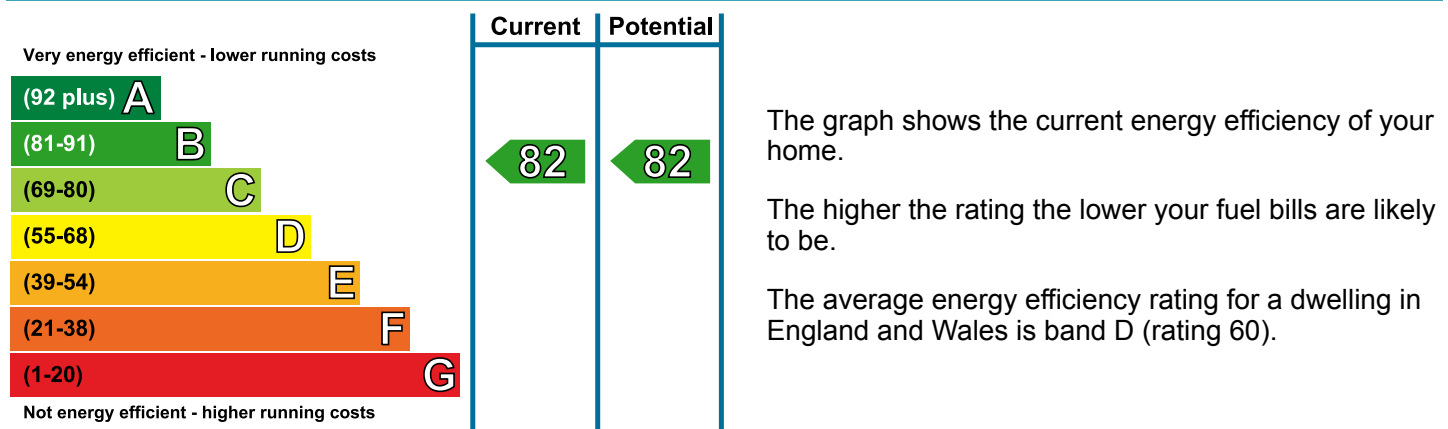 Current Potential
Very energy efficient - lower running costs
(92 plus) A
(81-91) B
82 82
(69-80) C
(55-68) D
(39-54) E
(21-38) F
(1-20) G
Not energy efficient - higher running costs
The graph shows the current energy efficiency of your
home.
The higher the rating the lower your fuel bills are likely
to be.
The average energy efficiency rating for a dwelling in
England and Wales is band D (rating 60).